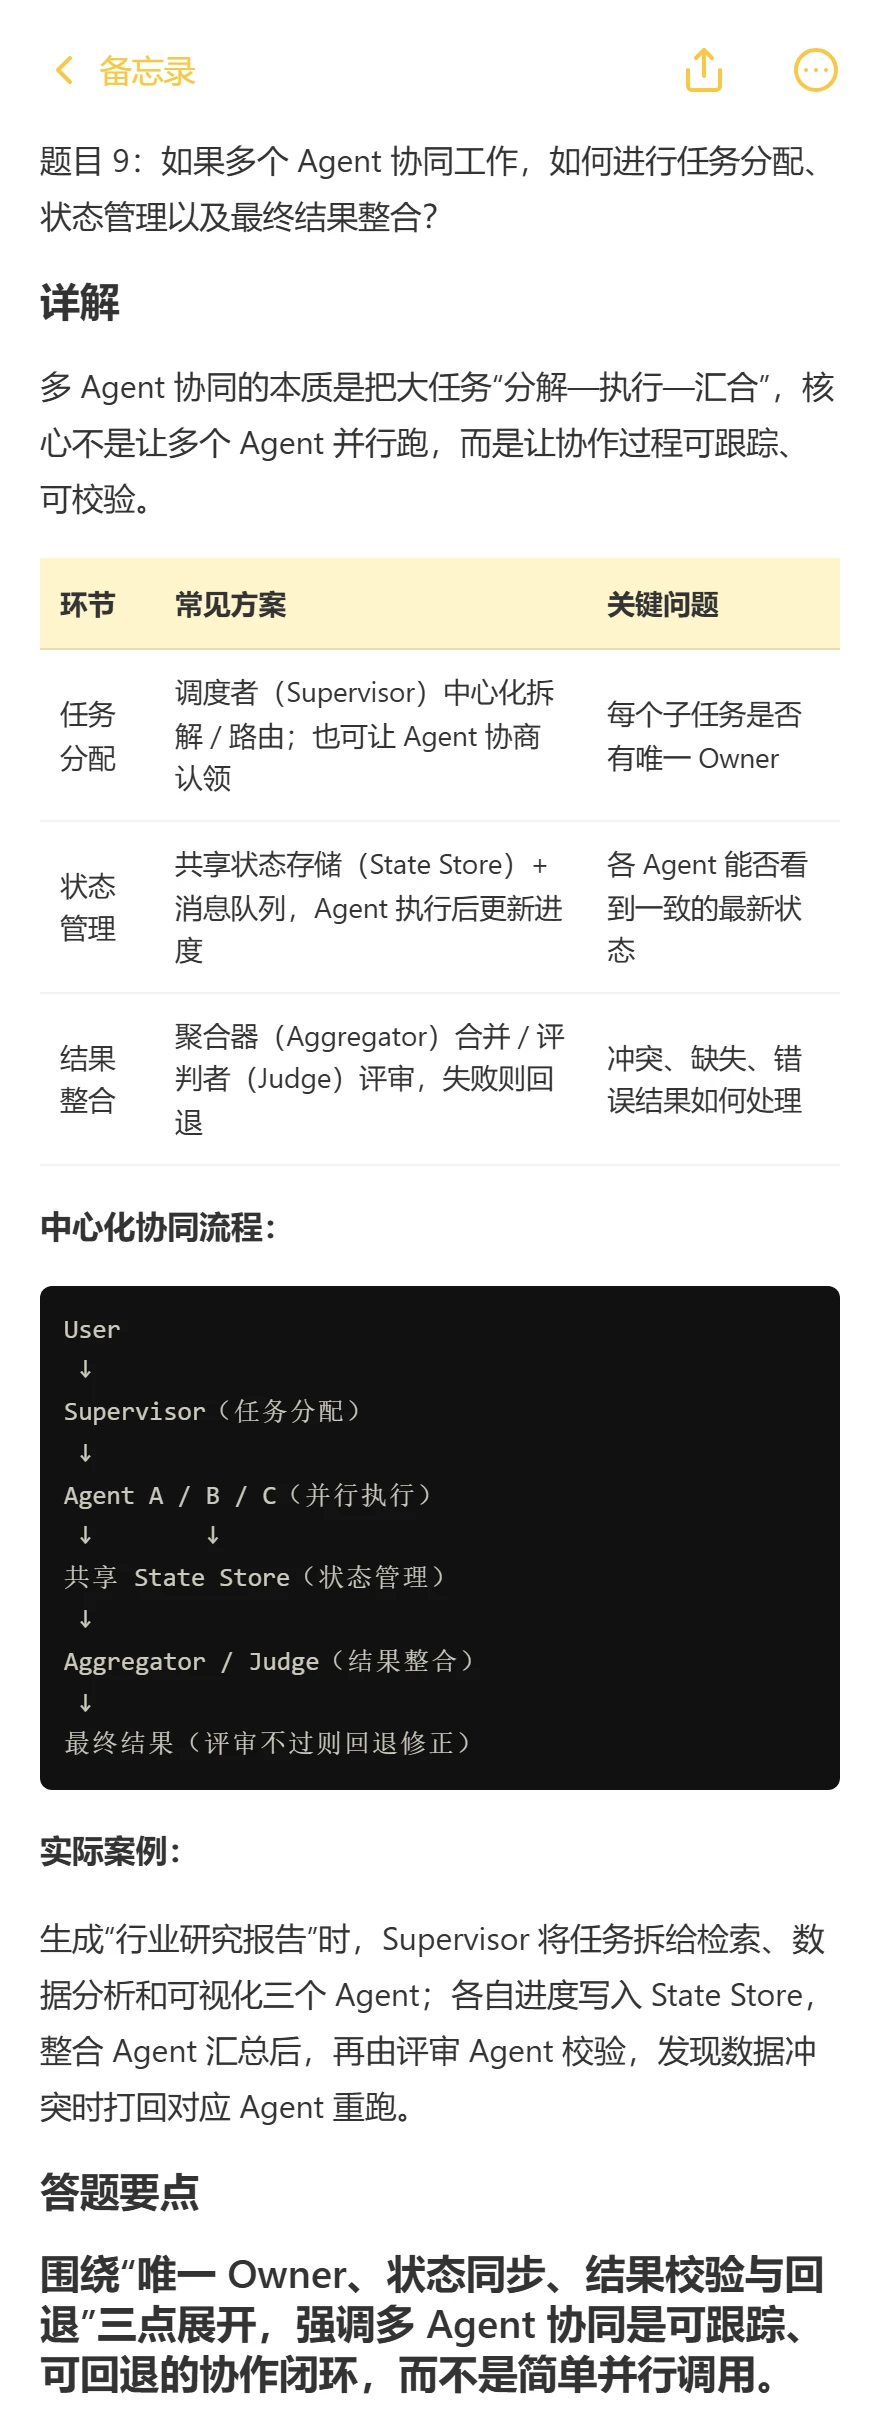 备忘录
题目 9：如果多个 Agent 协同工作，如何进行任务分配、
状态管理以及最终结果整合？
详解
多 Agent 协同的本质是把大任务“分解—执行—汇合”，核
心不是让多个 Agent 并行跑，而是让协作过程可跟踪、
可校验。
环节 常见方案 关键问题
任务
分配
调度者（Supervisor）中心化拆
解 / 路由；也可让 Agent 协商
认领
每个子任务是否
有唯一 Owner
状态
管理
共享状态存储（State Store）+
消息队列，Agent 执行后更新进
度
各 Agent 能否看
到一致的最新状
态
结果
整合
聚合器（Aggregator）合并 / 评
判者（Judge）评审，失败则回
退
冲突、缺失、错
误结果如何处理
中心化协同流程：
User
↓
Supervisor（任务分配）
↓
Agent A / B / C（并行执行）
↓ ↓
共享 State Store（状态管理）
↓
Aggregator / Judge（结果整合）
↓
最终结果（评审不过则回退修正）
实际案例：
生成“行业研究报告”时，Supervisor 将任务拆给检索、数
据分析和可视化三个 Agent；各自进度写入 State Store，
整合 Agent 汇总后，再由评审 Agent 校验，发现数据冲
突时打回对应 Agent 重跑。
答题要点
围绕“唯一 Owner、状态同步、结果校验与回
退”三点展开，强调多 Agent 协同是可跟踪、
可回退的协作闭环，而不是简单并行调用。